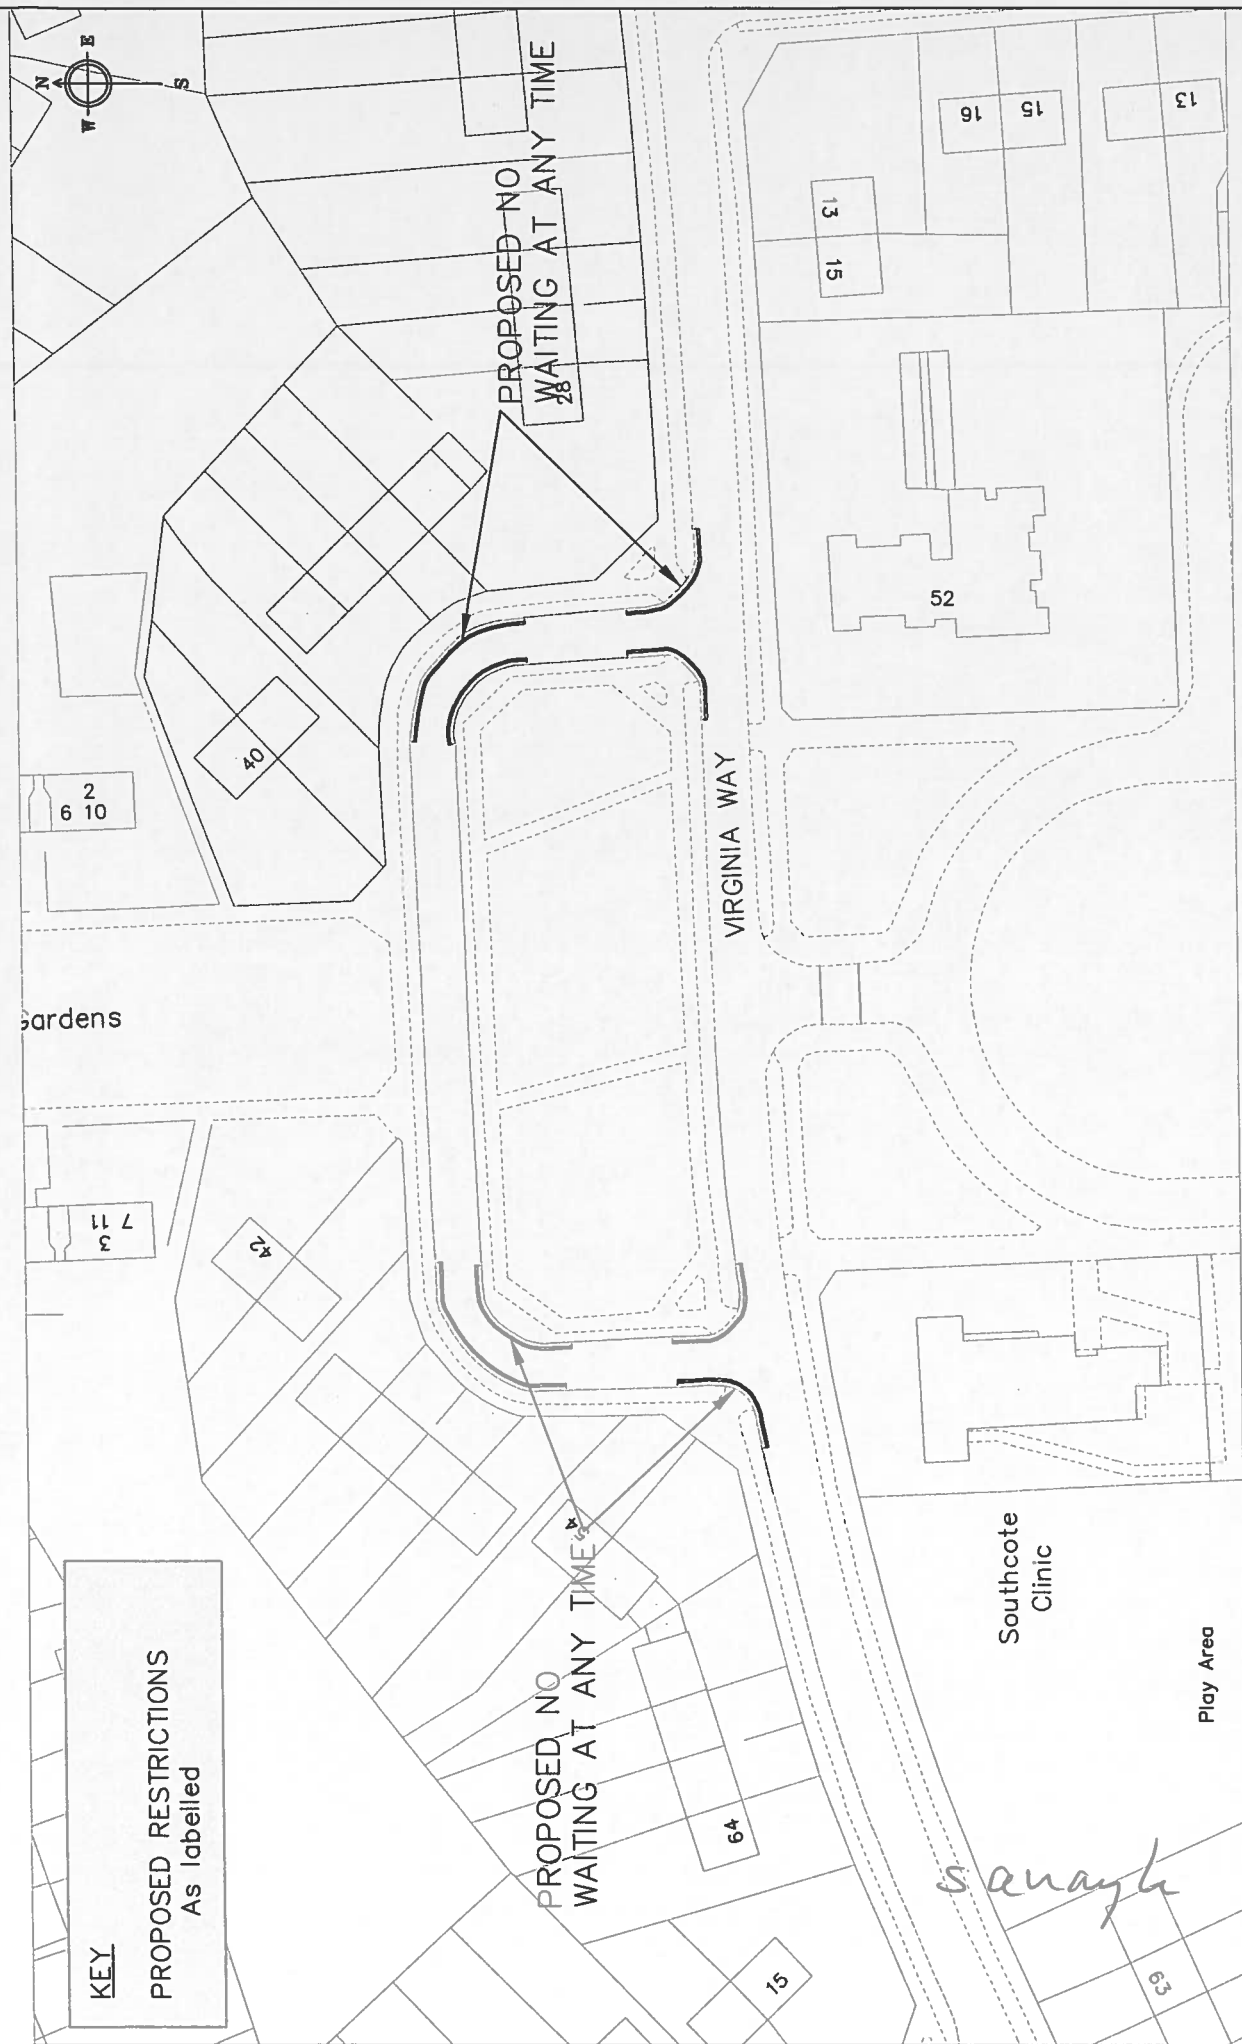 N
E
S
W
PROPOSED NO
WAITING AT ANY TIME
28
16
15
13
13
15
52
40
2
6 10
VIRGINIA WAY
Gardens
7 11
3
42
PROPOSED NO
WAITING AT ANY TIME
64
15
Southcote
Clinic
Play Area
63
KEY
PROPOSED RESTRICTIONS
As labelled